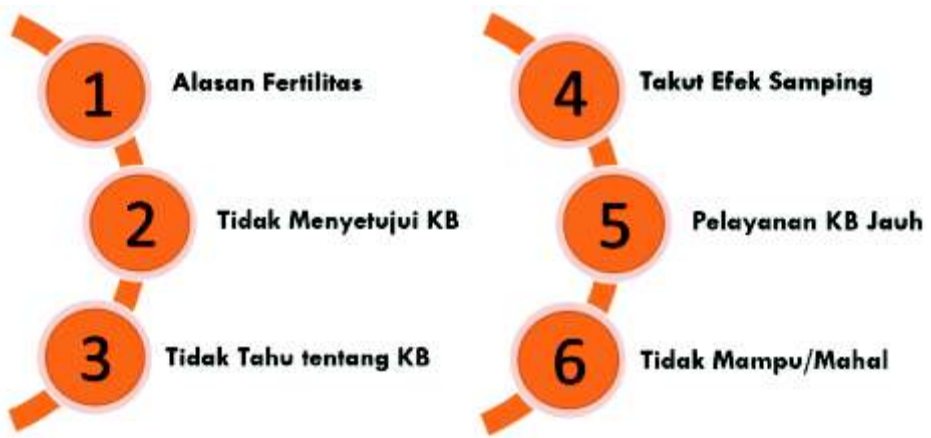 1 Alasan Fertilitas
2 Tidak Menyetujui KB
3 Tidak Tahu tentang KB
4 Takut Efek Samping
5 Pelayanan KB Jauh
6 Tidak Mampu/Mahal